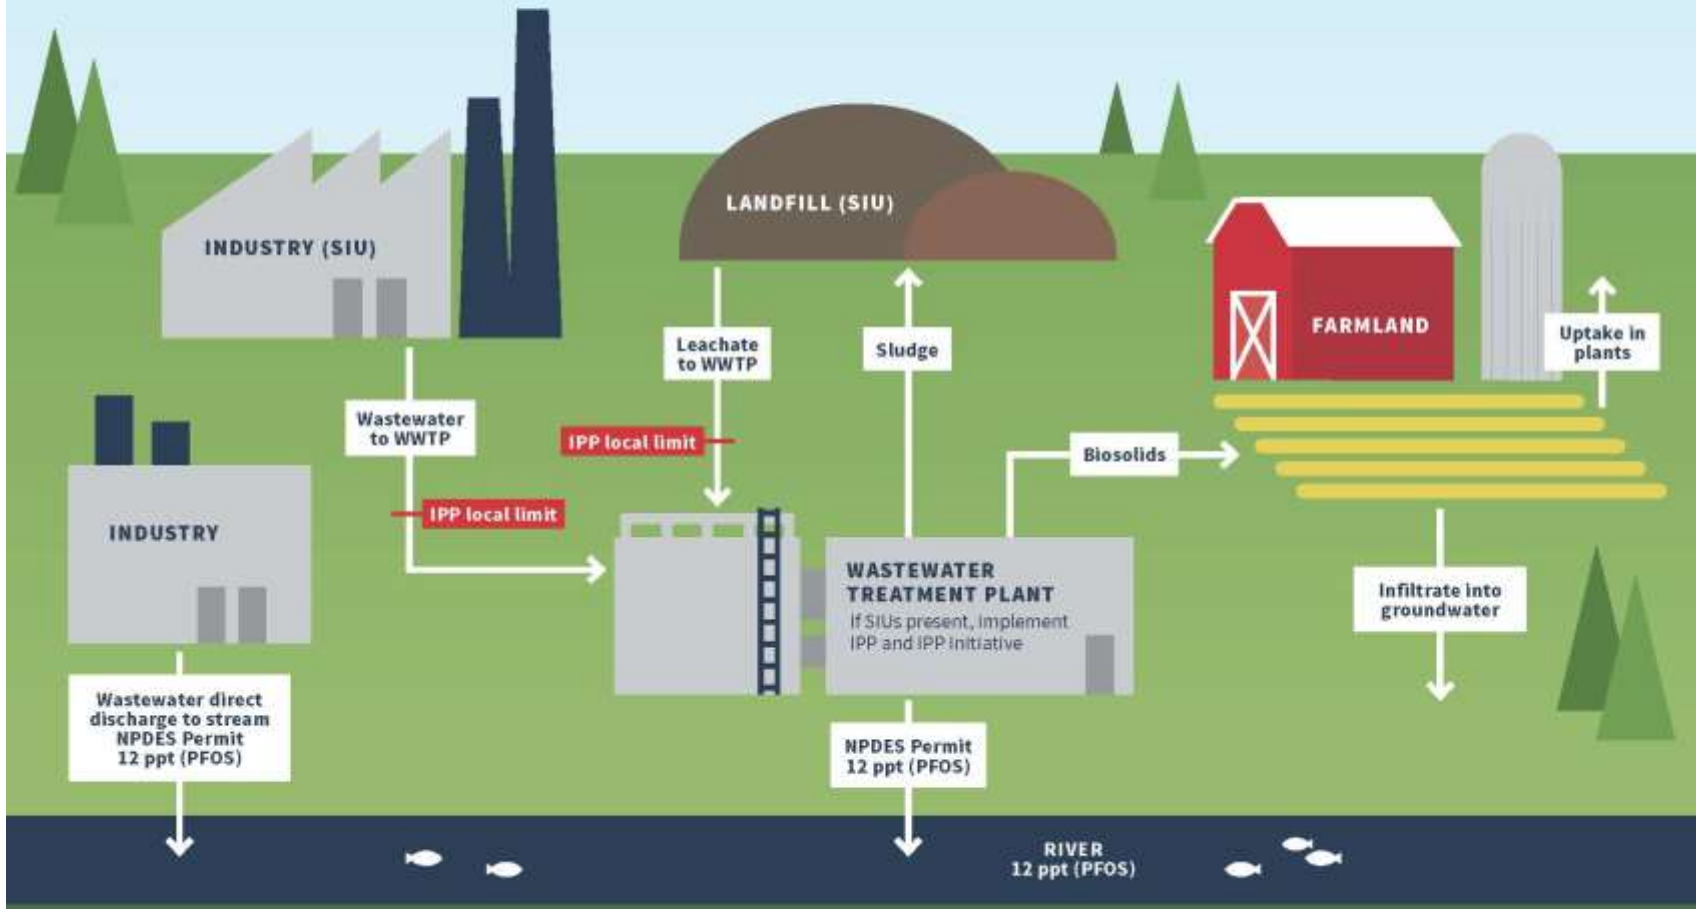 LANDFILL (SIU)
INDUSTRY (SIU)
FARMLAND
Uptake in
plants
Leachate
to WWTP
Sludge
Wastewater
to WWTP
IPP local limit
Biosolids
IPP local limit
INDUSTRY
WASTEWATER
TREATMENT PLANT
If SIUs present, implement
IPP and IPP Initiative
Infiltrate into
groundwater
Wastewater direct
discharge to stream
NPDES Permit
12 ppt (PFOS)
NPDES Permit
12 ppt (PFOS)
RIVER
12 ppt (PFOS)